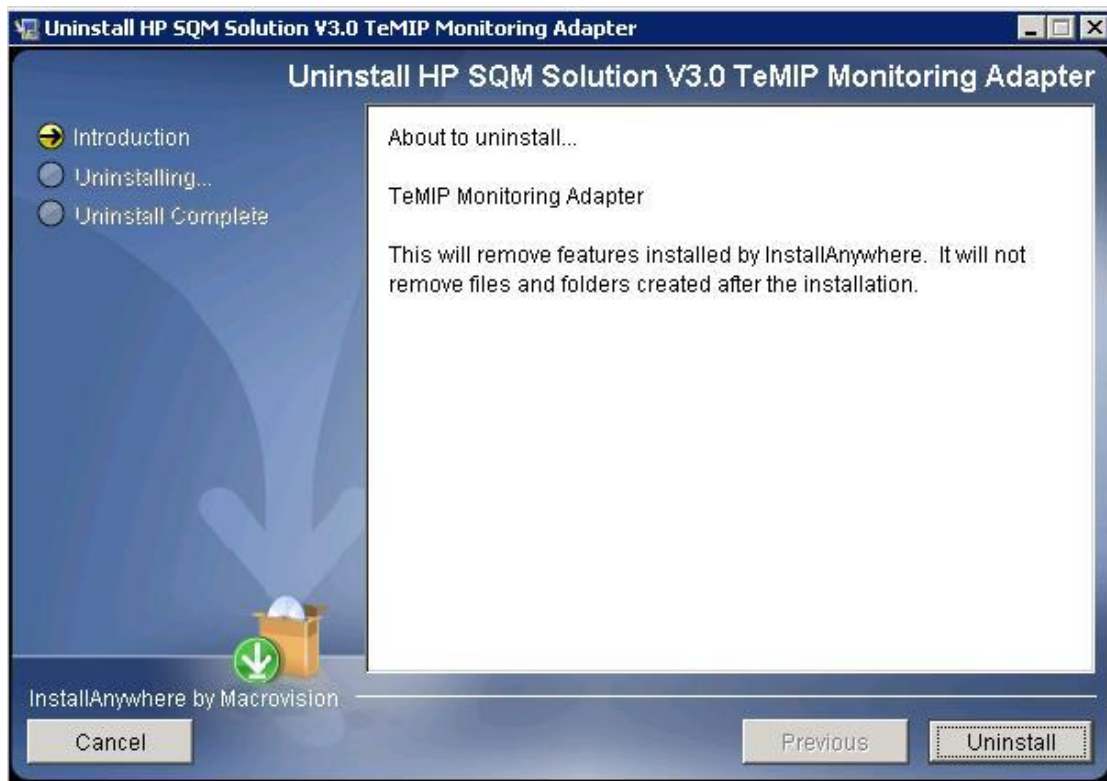 Uninstall HP SQM Solution V3.0 TeMIP Monitoring Adapter
Uninstall HP SQM Solution V3.0 TeMIP Monitoring Adapter
Introduction
Uninstalling...
Uninstall Complete
About to uninstall...
TeMIP Monitoring Adapter
This will remove features installed by InstallAnywhere. It will not
remove files and folders created after the installation.
InstallAnywhere by Macrovision
Cancel
Previous
Uninstall